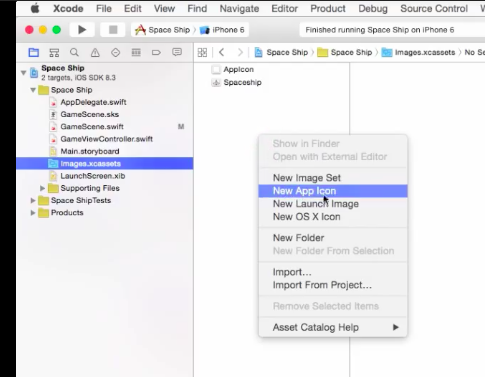 Xcode File Edit View Find Navigate Editor Product Debug Source Control
Space Ship iPhone 6 Finished running Space Ship on iPhone 6
Space Ship Space Ship Images.xcassets No Se
Space Ship
2 targets, iOS SDK 8.3
Space Ship
AppDelegate.swift
GameScene.sks
GameScene.swift M
GameViewController.swift
Main.storyboard
Images.xcassets
LaunchScreen.xib
Supporting Files
Space ShipTests
Products
AppIcon
Spaceship
Show in Finder
Open with External Editor
New Image Set
New App Icon
New Launch Image
New OS X Icon
New Folder
New Folder From Selection
Import...
Import From Project...
Remove Selected Items
Asset Catalog Help